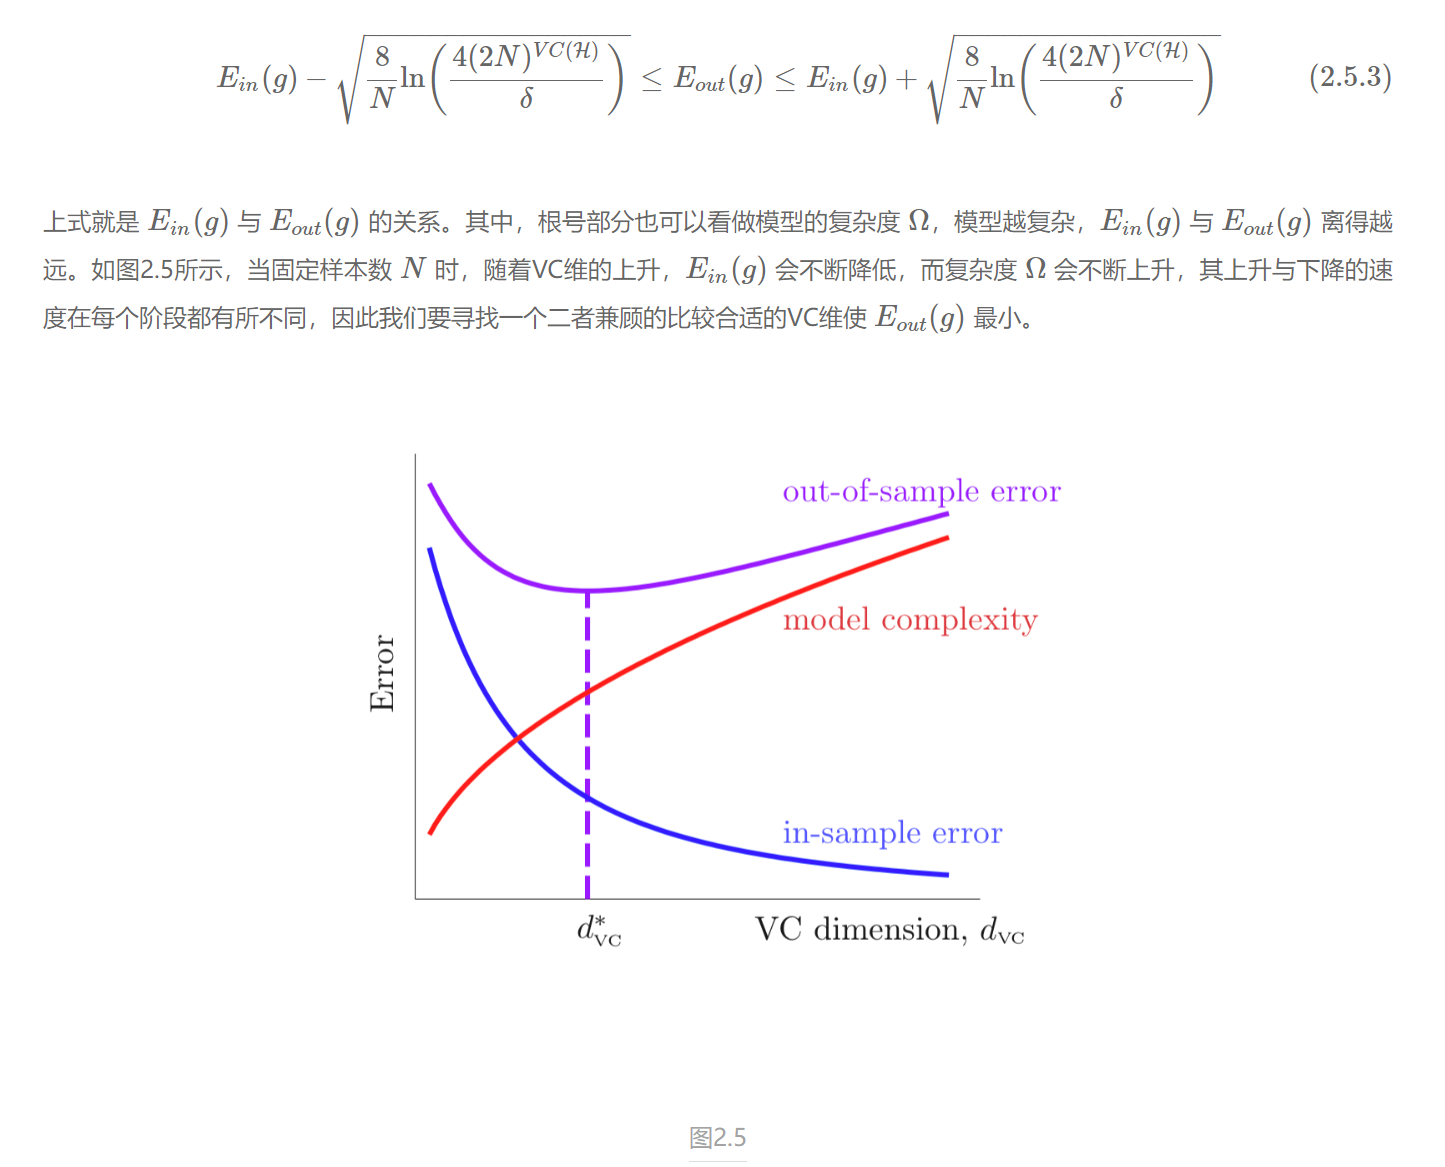 $E_{in}(g) - \sqrt{\frac{8}{N}\ln\left(\frac{4(2N)^{VC(\mathcal{H})}}{\delta}\right)} \leq E_{out}(g) \leq E_{in}(g) + \sqrt{\frac{8}{N}\ln\left(\frac{4(2N)^{VC(\mathcal{H})}}{\delta}\right)}$ (2.5.3)
上式就是 $E_{in}(g)$ 与 $E_{out}(g)$ 的关系。其中，根号部分也可以看做模型的复杂度 Ω，模型越复杂，$E_{in}(g)$ 与 $E_{out}(g)$ 离得越
远。如图2.5所示，当固定样本数 $N$ 时，随着VC维的上升，$E_{in}(g)$ 会不断降低，而复杂度 Ω 会不断上升，其上升与下降的速
度在每个阶段都有所不同，因此我们要寻找一个二者兼顾的比较合适的VC维使 $E_{out}(g)$ 最小。
out-of-sample error
model complexity
Error
in-sample error
$d^*_{VC}$
VC dimension, $d_{VC}$
图2.5